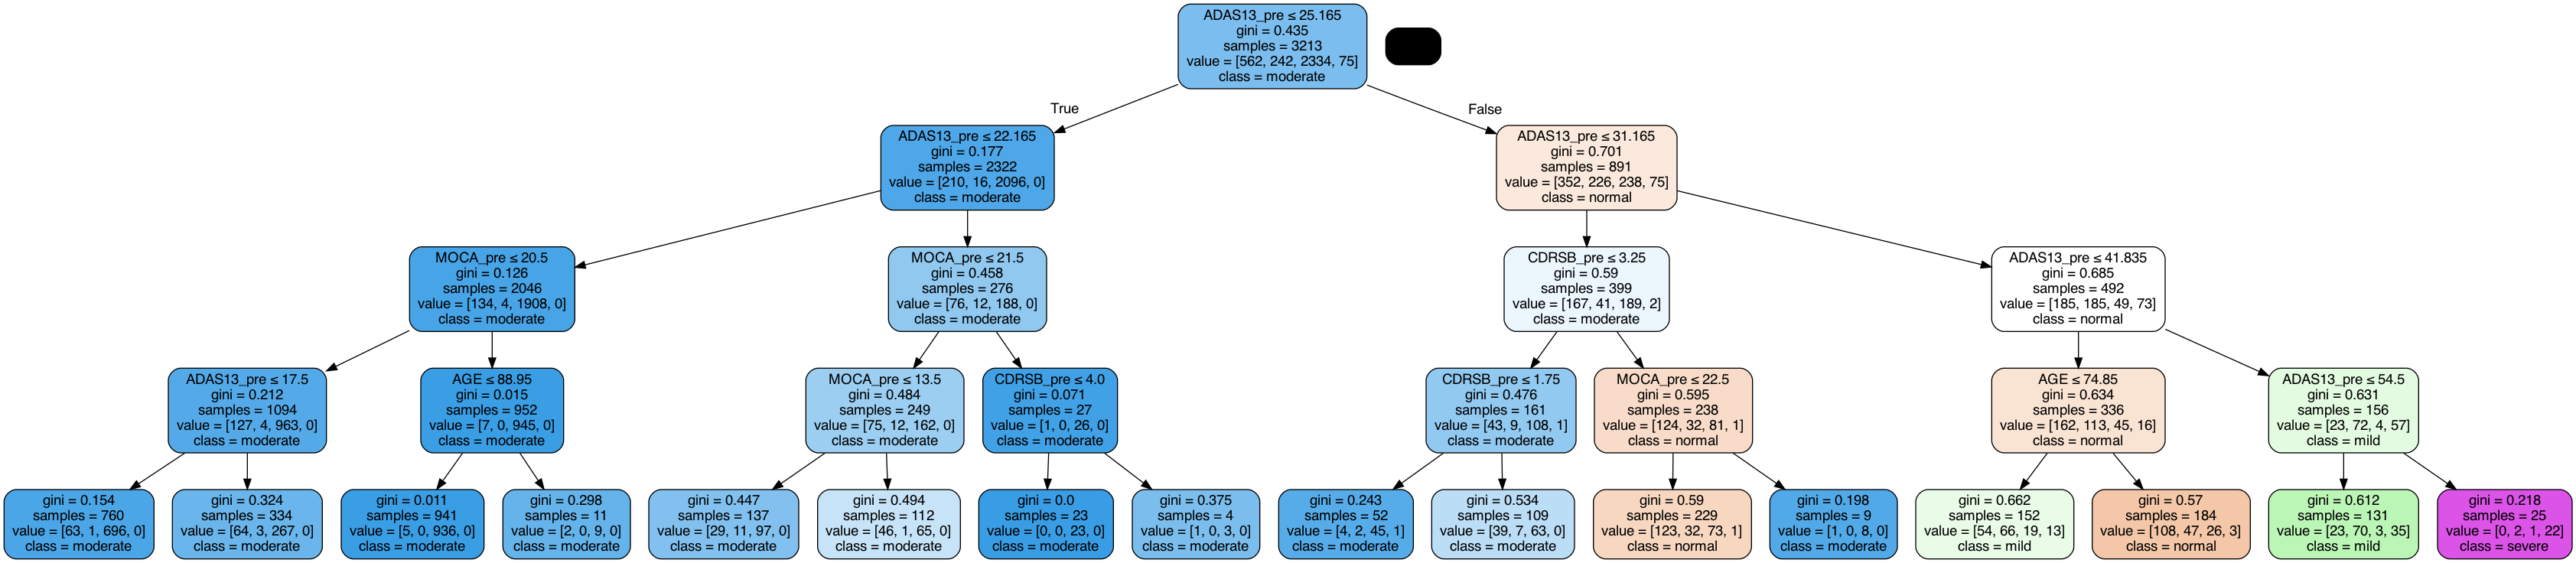 ADAS13_pre ≤ 25.165
gini = 0.435
samples = 3213
value = [562, 242, 2334, 75]
class = moderate
True
False
ADAS13_pre ≤ 22.165
gini = 0.177
samples = 2322
value = [210, 16, 2096, 0]
class = moderate
ADAS13_pre ≤ 31.165
gini = 0.701
samples = 891
value = [352, 226, 238, 75]
class = normal
MOCA_pre ≤ 20.5
gini = 0.126
samples = 2046
value = [134, 4, 1908, 0]
class = moderate
MOCA_pre ≤ 21.5
gini = 0.458
samples = 276
value = [76, 12, 188, 0]
class = moderate
CDRSB_pre ≤ 3.25
gini = 0.59
samples = 399
value = [167, 41, 189, 2]
class = moderate
ADAS13_pre ≤ 41.835
gini = 0.685
samples = 492
value = [185, 185, 49, 73]
class = normal
ADAS13_pre ≤ 17.5
gini = 0.212
samples = 1094
value = [127, 4, 963, 0]
class = moderate
AGE ≤ 88.95
gini = 0.015
samples = 952
value = [7, 0, 945, 0]
class = moderate
MOCA_pre ≤ 13.5
gini = 0.484
samples = 249
value = [75, 12, 162, 0]
class = moderate
CDRSB_pre ≤ 4.0
gini = 0.071
samples = 27
value = [1, 0, 26, 0]
class = moderate
CDRSB_pre ≤ 1.75
gini = 0.476
samples = 161
value = [43, 9, 108, 1]
class = moderate
MOCA_pre ≤ 22.5
gini = 0.595
samples = 238
value = [124, 32, 81, 1]
class = normal
AGE ≤ 74.85
gini = 0.634
samples = 336
value = [162, 113, 45, 16]
class = normal
ADAS13_pre ≤ 54.5
gini = 0.631
samples = 156
value = [23, 72, 4, 57]
class = mild
gini = 0.154
samples = 760
value = [63, 1, 696, 0]
class = moderate
gini = 0.324
samples = 334
value = [64, 3, 267, 0]
class = moderate
gini = 0.011
samples = 941
value = [5, 0, 936, 0]
class = moderate
gini = 0.298
samples = 11
value = [2, 0, 9, 0]
class = moderate
gini = 0.447
samples = 137
value = [29, 11, 97, 0]
class = moderate
gini = 0.494
samples = 112
value = [46, 1, 65, 0]
class = moderate
gini = 0.0
samples = 23
value = [0, 0, 23, 0]
class = moderate
gini = 0.375
samples = 4
value = [1, 0, 3, 0]
class = moderate
gini = 0.243
samples = 52
value = [4, 2, 45, 1]
class = moderate
gini = 0.534
samples = 109
value = [39, 7, 63, 0]
class = moderate
gini = 0.59
samples = 229
value = [123, 32, 73, 1]
class = normal
gini = 0.198
samples = 9
value = [1, 0, 8, 0]
class = moderate
gini = 0.662
samples = 152
value = [54, 66, 19, 13]
class = mild
gini = 0.57
samples = 184
value = [108, 47, 26, 3]
class = normal
gini = 0.612
samples = 131
value = [23, 70, 3, 35]
class = mild
gini = 0.218
samples = 25
value = [0, 2, 1, 22]
class = severe